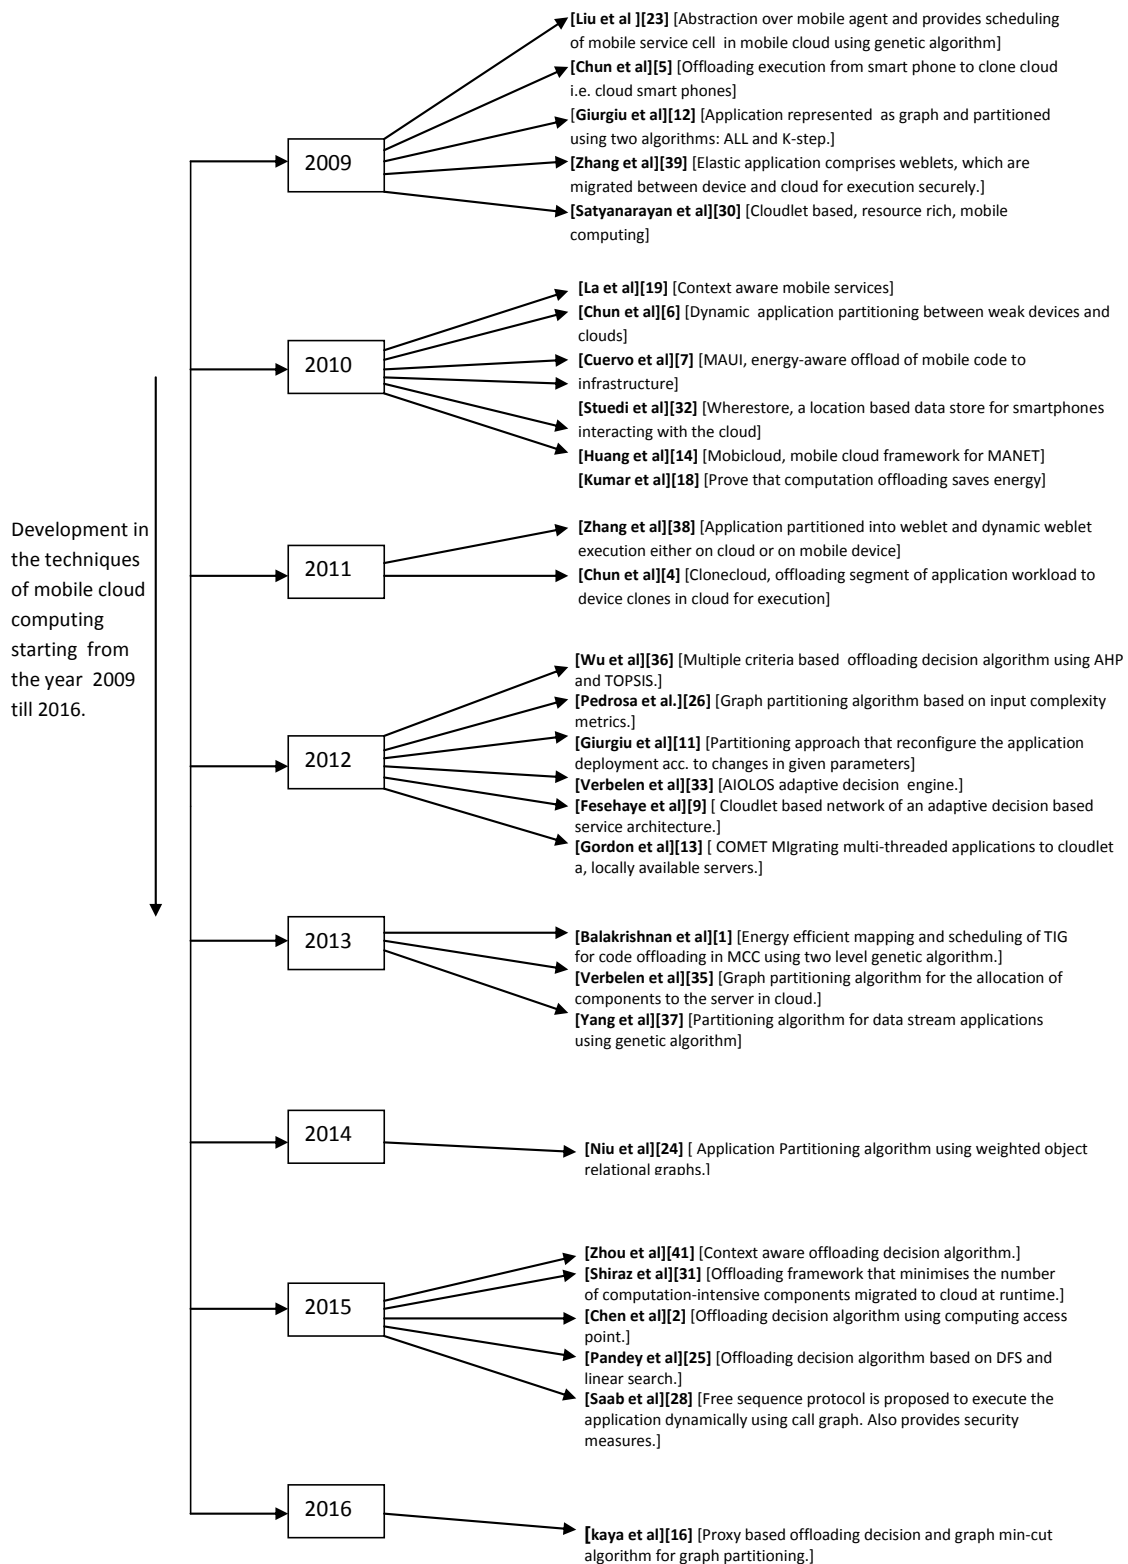 [Liu et al ][23] [Abstraction over mobile agent and provides scheduling
of mobile service cell in mobile cloud using genetic algorithm]
[Chun et al][5] [Offloading execution from smart phone to clone cloud
i.e. cloud smart phones]
[Giurgiu et al][12] [Application represented as graph and partitioned
using two algorithms: ALL and K-step.]
2009
[Zhang et al][39] [Elastic application comprises weblets, which are
migrated between device and cloud for execution securely.]
[Satyanarayan et al][30] [Cloudlet based, resource rich, mobile
computing]
[La et al][19] [Context aware mobile services]
[Chun et al][6] [Dynamic application partitioning between weak devices and
clouds]
2010
[Cuervo et al][7] [MAUI, energy-aware offload of mobile code to
infrastructure]
[Stuedi et al][32] [Wherestore, a location based data store for smartphones
interacting with the cloud]
[Huang et al][14] [Mobicloud, mobile cloud framework for MANET]
[Kumar et al][18] [Prove that computation offloading saves energy]
Development in
the techniques
of mobile cloud
computing
starting from
the year 2009
till 2016.
2011
[Zhang et al][38] [Application partitioned into weblet and dynamic weblet
execution either on cloud or on mobile device]
[Chun et al][4] [Clonecloud, offloading segment of application workload to
device clones in cloud for execution]
[Wu et al][36] [Multiple criteria based offloading decision algorithm using AHP
and TOPSIS.]
[Pedrosa et al.][26] [Graph partitioning algorithm based on input complexity
metrics.]
2012
[Giurgiu et al][11] [Partitioning approach that reconfigure the application
deployment acc. to changes in given parameters]
[Verbelen et al][33] [AIOLOS adaptive decision engine.]
[Fesehaye et al][9] [ Cloudlet based network of an adaptive decision based
service architecture.]
[Gordon et al][13] [ COMET MIgrating multi-threaded applications to cloudlet
a, locally available servers.]
2013
[Balakrishnan et al][1] [Energy efficient mapping and scheduling of TIG
for code offloading in MCC using two level genetic algorithm.]
[Verbelen et al][35] [Graph partitioning algorithm for the allocation of
components to the server in cloud.]
[Yang et al][37] [Partitioning algorithm for data stream applications
using genetic algorithm]
2014
[Niu et al][24] [ Application Partitioning algorithm using weighted object
relational graphs.]
[Zhou et al][41] [Context aware offloading decision algorithm.]
[Shiraz et al][31] [Offloading framework that minimises the number
of computation-intensive components migrated to cloud at runtime.]
2015
[Chen et al][2] [Offloading decision algorithm using computing access
point.]
[Pandey et al][25] [Offloading decision algorithm based on DFS and
linear search.]
[Saab et al][28] [Free sequence protocol is proposed to execute the
application dynamically using call graph. Also provides security
measures.]
2016
[kaya et al][16] [Proxy based offloading decision and graph min-cut
algorithm for graph partitioning.]